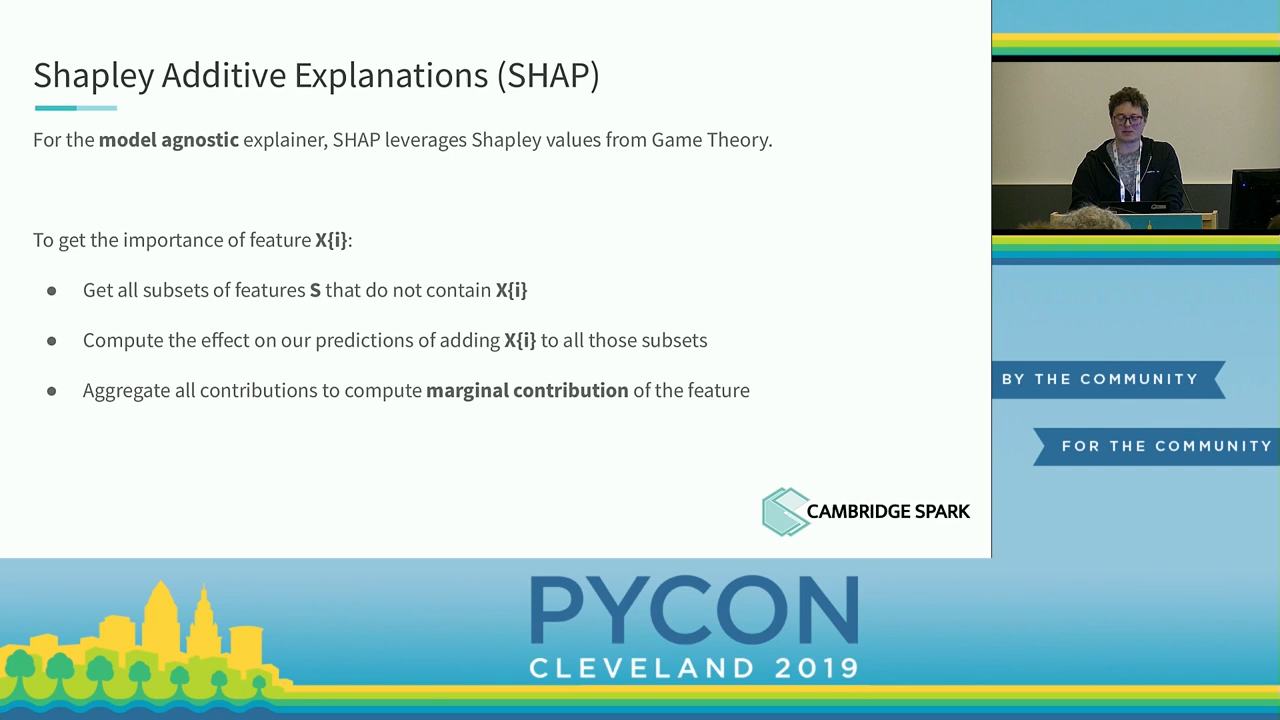 Shapley Additive Explanations (SHAP)
For the model agnostic explainer, SHAP leverages Shapley values from Game Theory.
To get the importance of feature X{i}:
● Get all subsets of features S that do not contain X{i}
● Compute the effect on our predictions of adding X{i} to all those subsets
● Aggregate all contributions to compute marginal contribution of the feature
CAMBRIDGE SPARK
BY THE COMMUNITY
FOR THE COMMUNITY
PYCON
CLEVELAND 2019